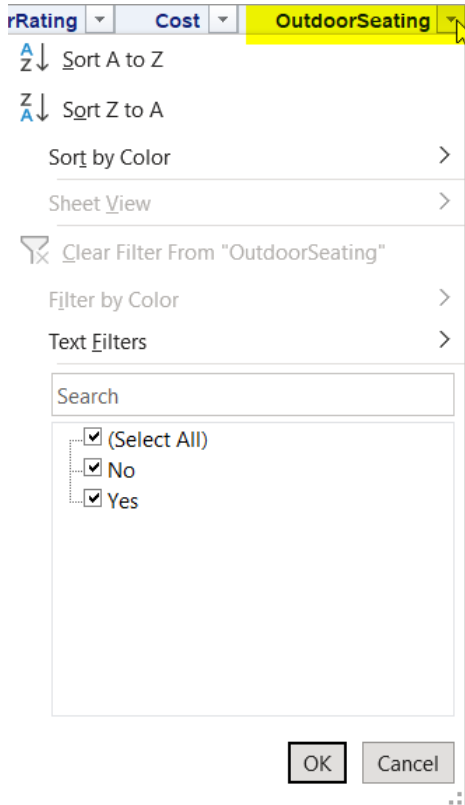 rRating Cost OutdoorSeating
Sort A to Z
Sort Z to A
Sort by Color
Sheet View
Clear Filter From "OutdoorSeating"
Filter by Color
Text Filters
Search
(Select All)
No
Yes
OK Cancel